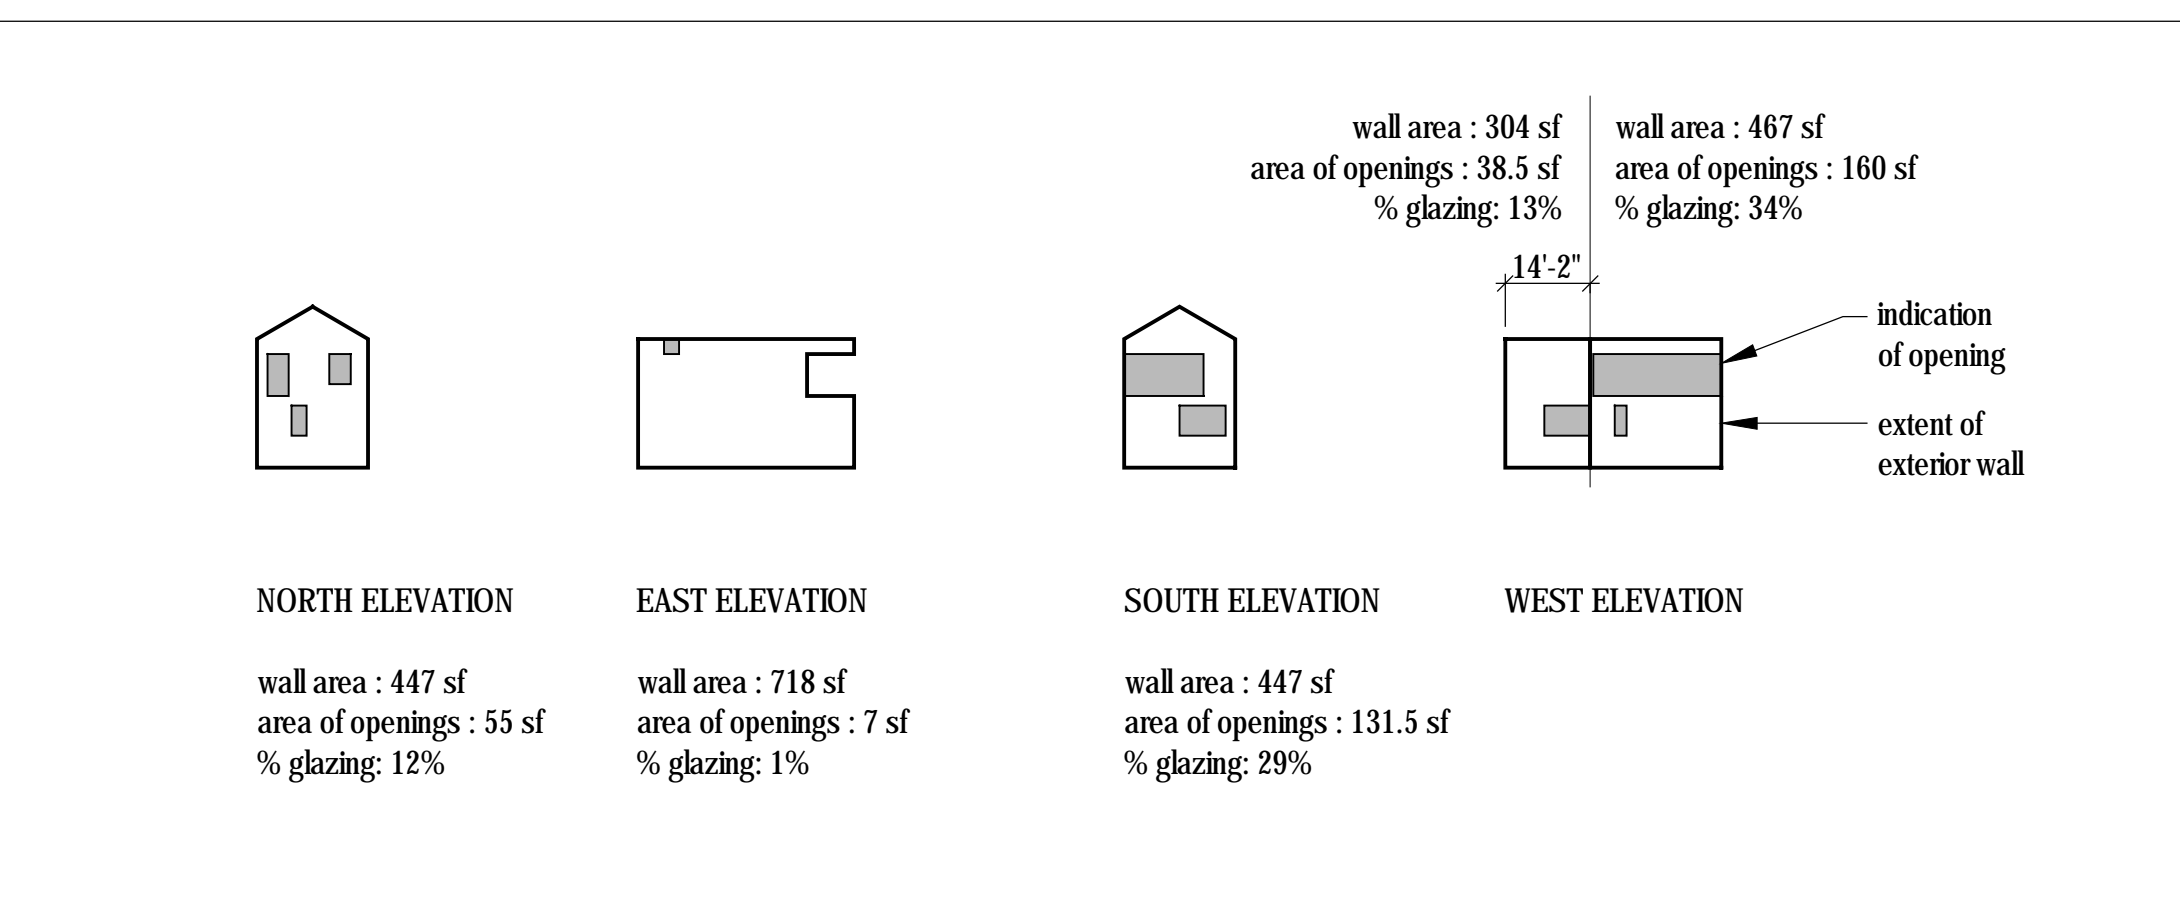 wall area : 304 sf
area of openings : 38.5 sf
% glazing: 13%
wall area : 467 sf
area of openings : 160 sf
% glazing: 34%
14'-2"
indication
of opening
extent of
exterior wall
NORTH ELEVATION
wall area : 447 sf
area of openings : 55 sf
% glazing: 12%
EAST ELEVATION
wall area : 718 sf
area of openings : 7 sf
% glazing: 1%
SOUTH ELEVATION
wall area : 447 sf
area of openings : 131.5 sf
% glazing: 29%
WEST ELEVATION